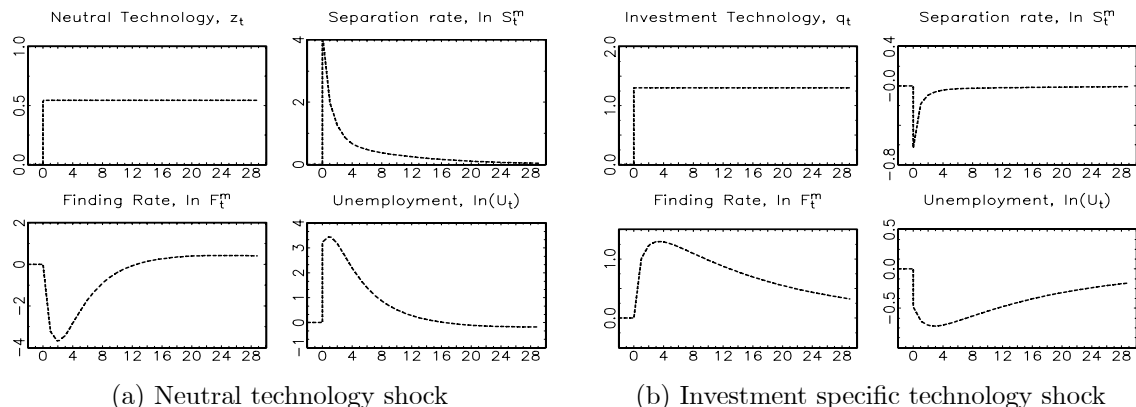 Neutral Technology, z_t
Separation rate, ln S_t^m
Investment Technology, q_t
Separation rate, ln S_t^m
1.0
0.5
0.0
0 4 8 12 16 20 24 28
4
2
0
0 4 8 12 16 20 24 28
2.0
1.0
0.0
0 4 8 12 16 20 24 28
0.4
-0.0
-0.8
0 4 8 12 16 20 24 28
Finding Rate, ln F_t^m
Unemployment, ln(U_t)
Finding Rate, ln F_t^m
Unemployment, ln(U_t)
0
-2
-4
0 4 8 12 16 20 24 28
4
3
2
1
0
-1
0 4 8 12 16 20 24 28
1.0
0.0
0 4 8 12 16 20 24 28
0.5
0.0
-0.5
0 4 8 12 16 20 24 28
(a) Neutral technology shock
(b) Investment specific technology shock